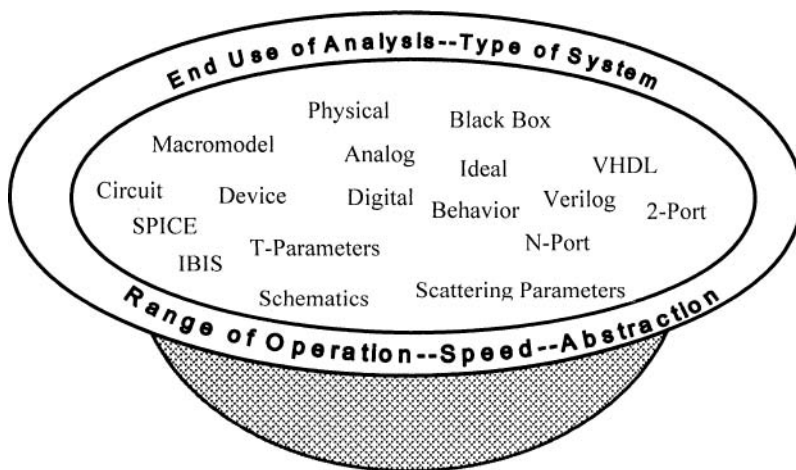 End Use of Analysis--Type of System
Physical
Black Box
Macromodel
Analog
Ideal
VHDL
Circuit
Device
Digital
Behavior
Verilog
2-Port
SPICE
N-Port
IBIS
T-Parameters
Schematics
Scattering Parameters
Range of Operation--Speed--Abstraction